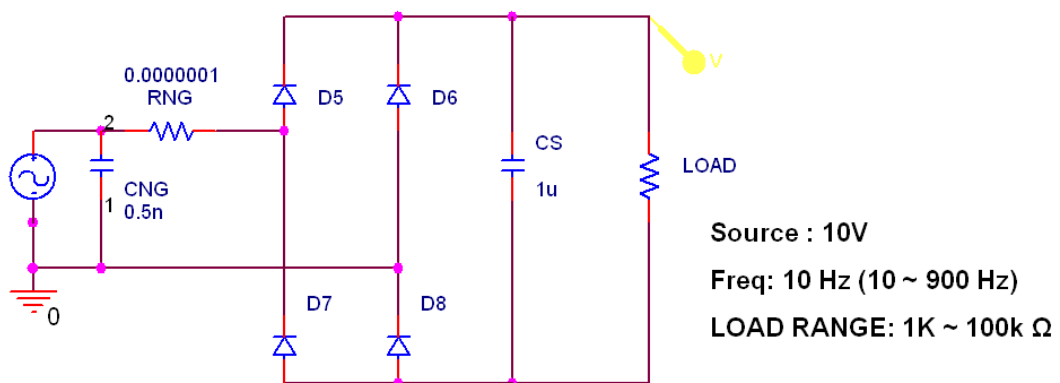 0.0000001
RNG
D5
D6
V
2
CS
1u
LOAD
CNG
0.5n
1
0
D7
D8
Source : 10V
Freq: 10 Hz (10 ~ 900 Hz)
LOAD RANGE: 1K ~ 100k Ω